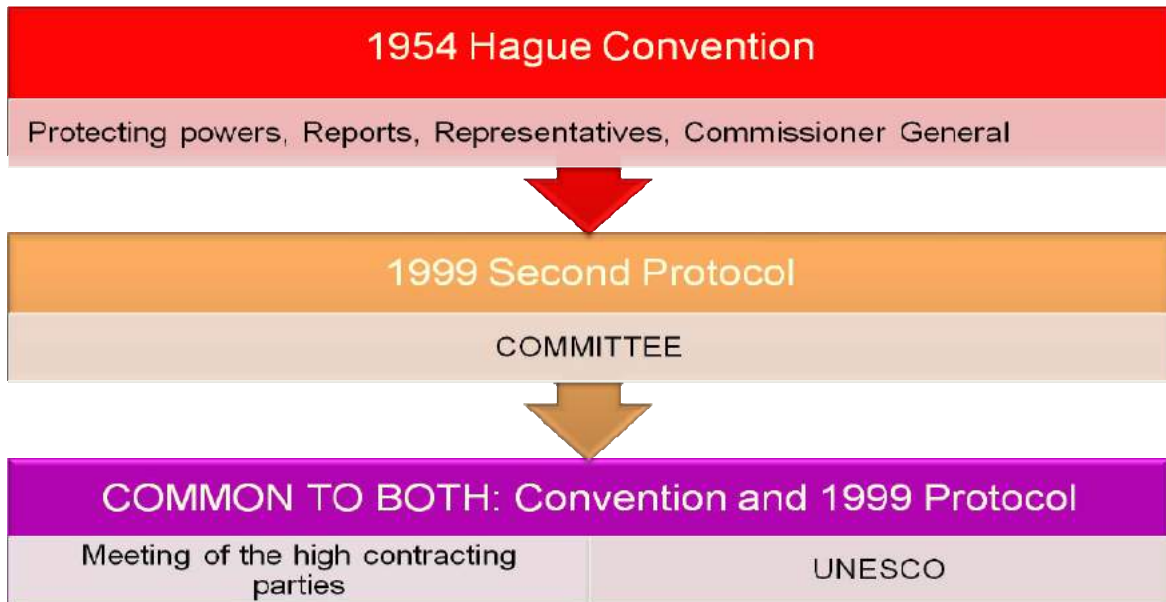 1954 Hague Convention
Protecting powers, Reports, Representatives, Commissioner General
1999 Second Protocol
COMMITTEE
COMMON TO BOTH: Convention and 1999 Protocol
Meeting of the high contracting
parties
UNESCO